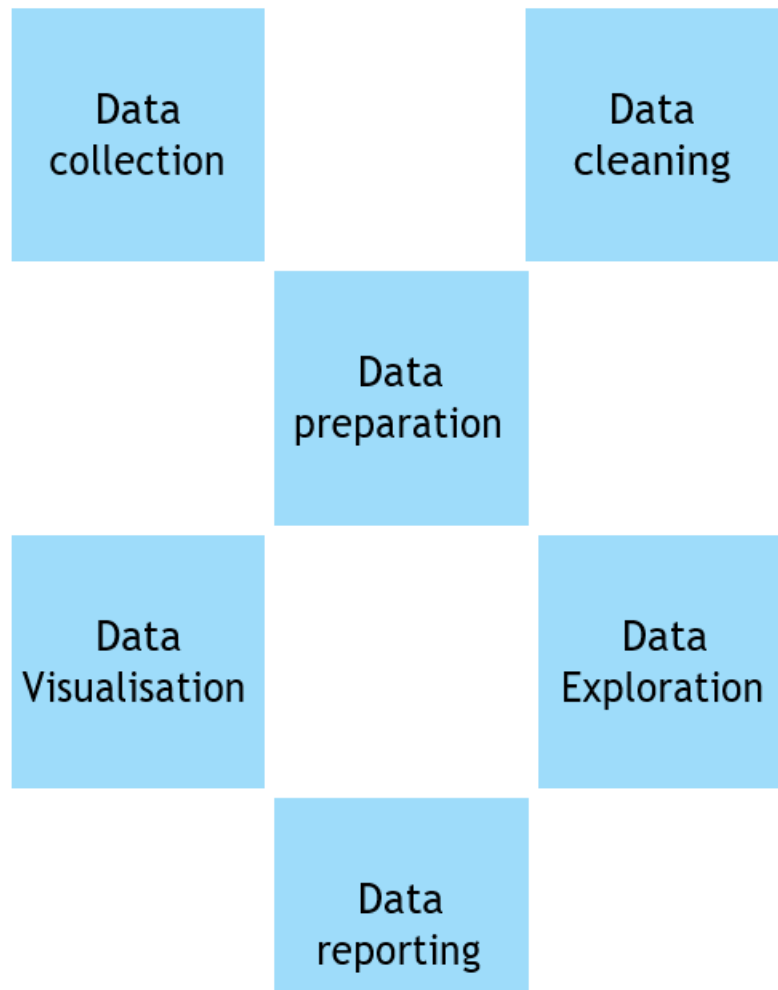 Data
collection
Data
cleaning
Data
preparation
Data
Visualisation
Data
Exploration
Data
reporting